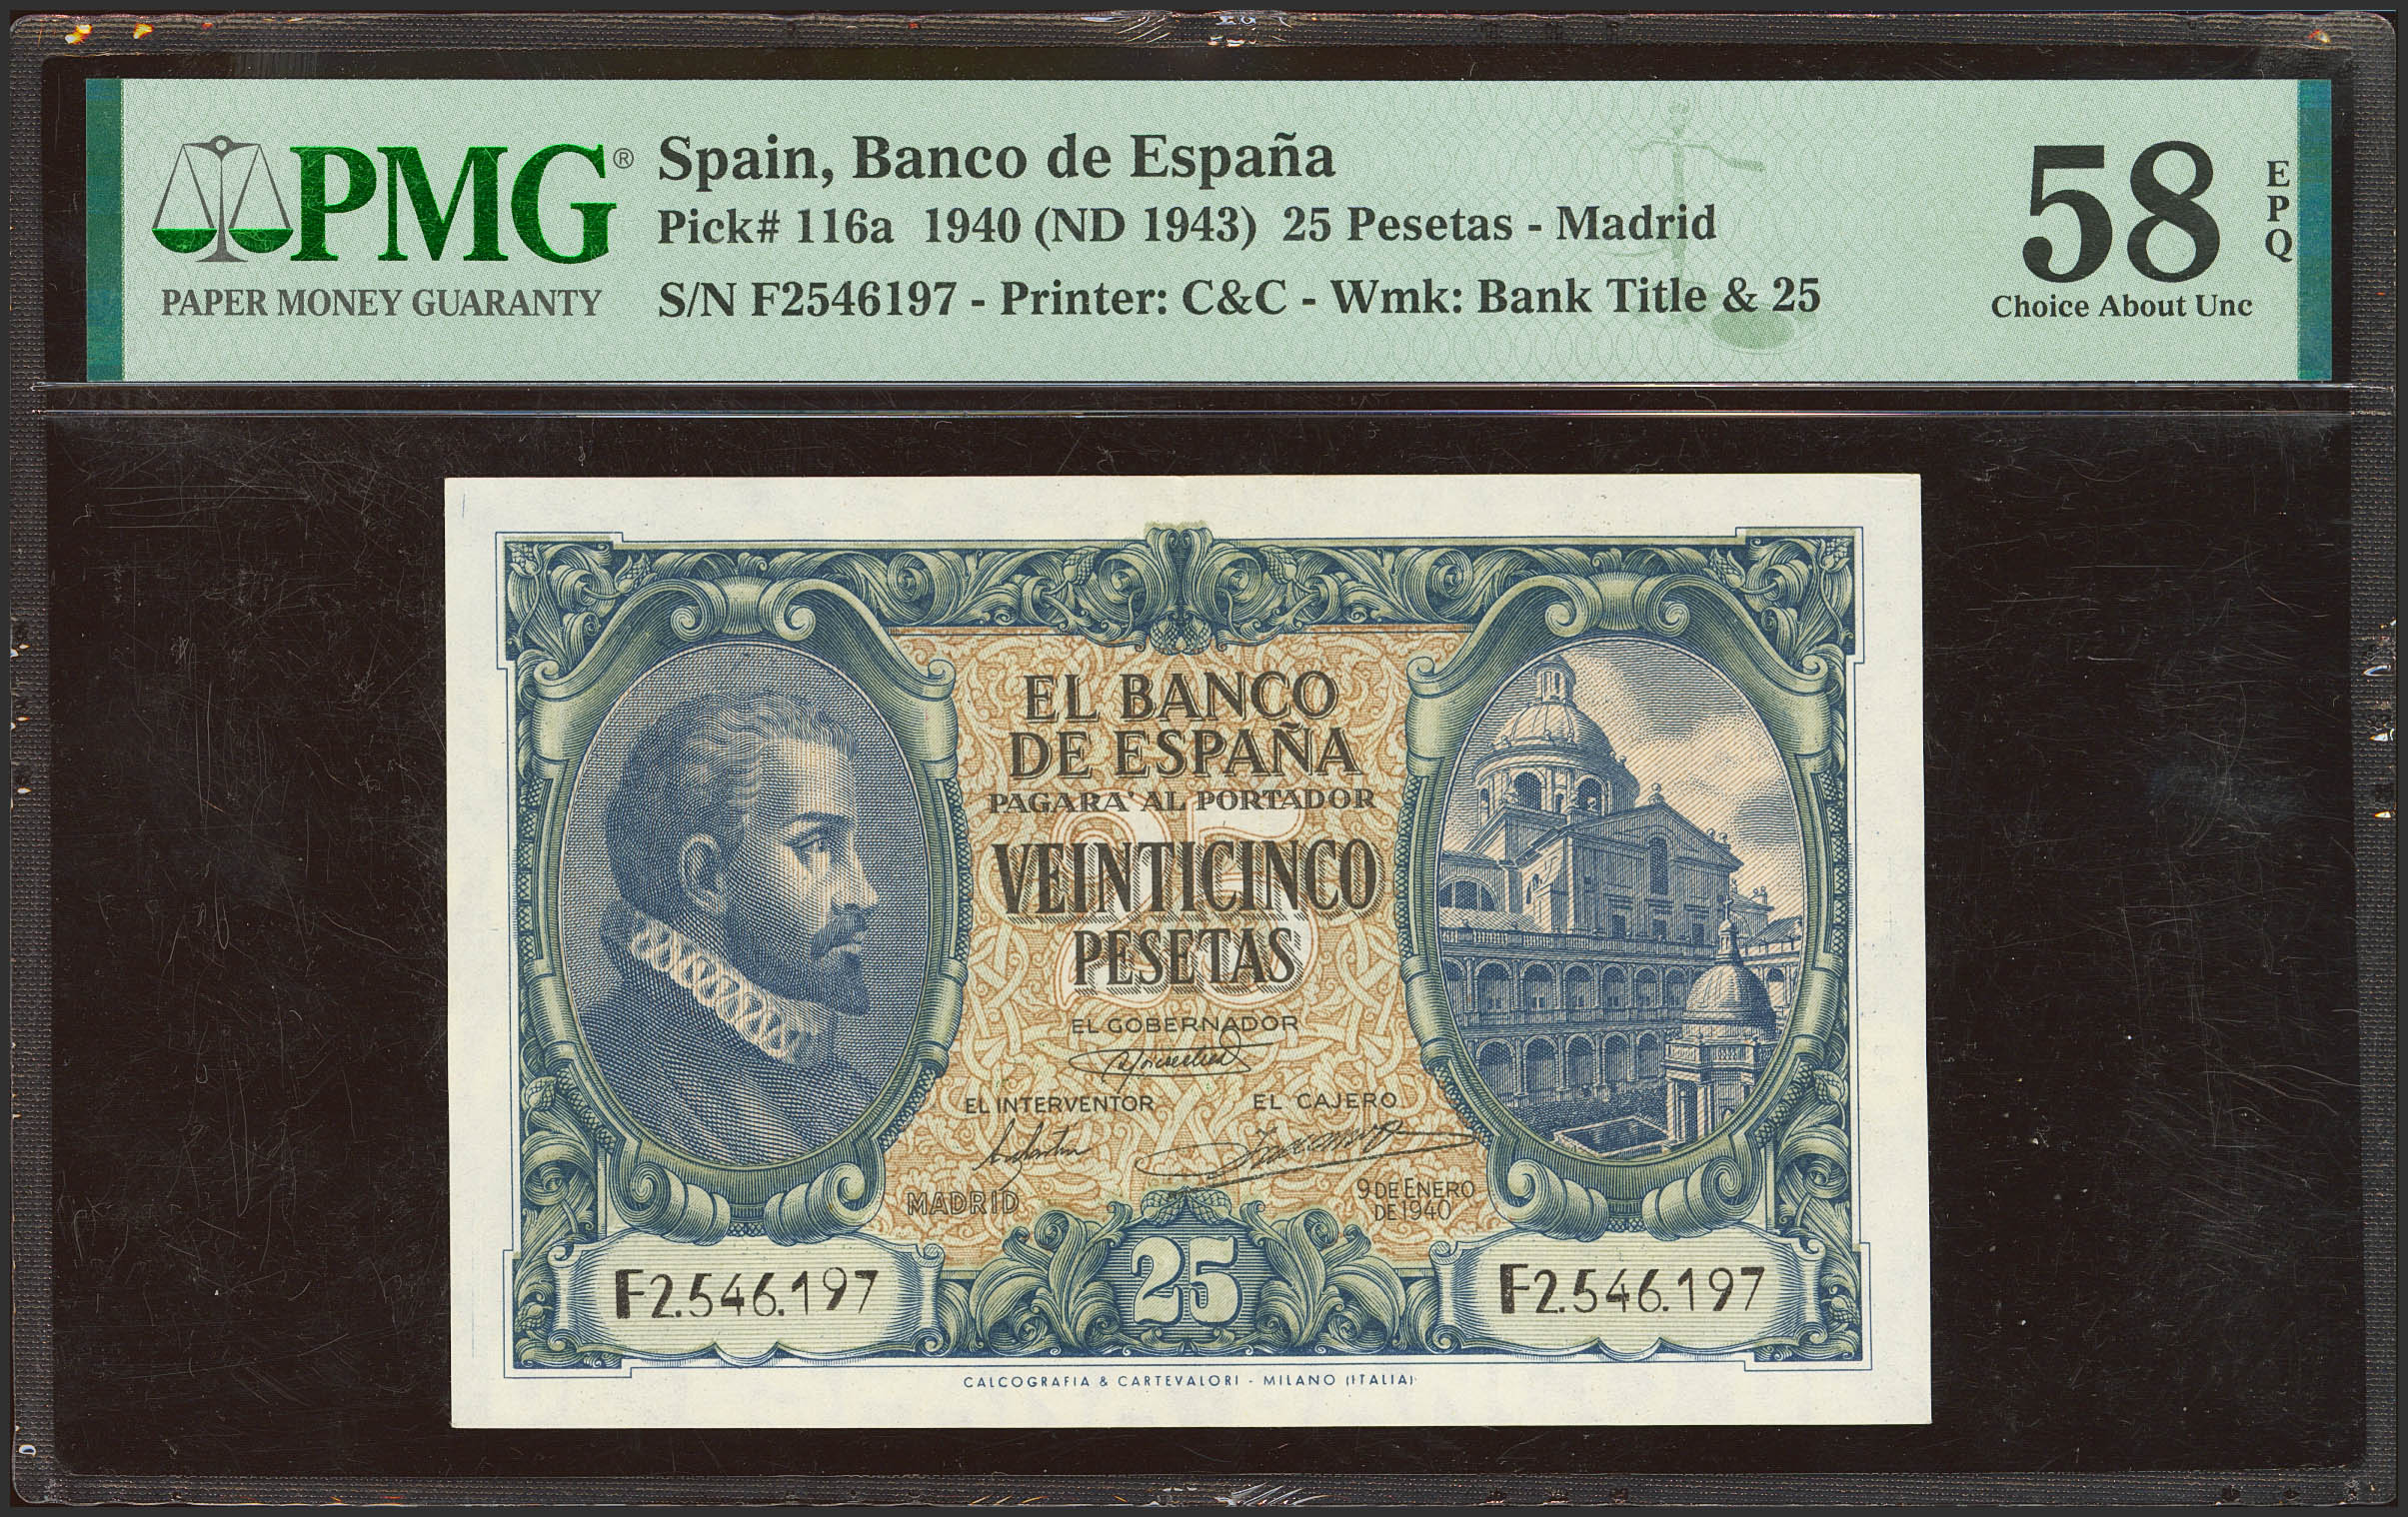 PMG®
PAPER MONEY GUARANTY
Spain, Banco de España
Pick# 116a 1940 (ND 1943) 25 Pesetas - Madrid
S/N F2546197 - Printer: C&C - Wmk: Bank Title & 25
58
EPQ
Choice About Unc
EL BANCO
DE ESPAÑA
PAGARA' AL PORTADOR
25
VEINTICINCO
PESETAS
EL GOBERNADOR
EL INTERVENTOR EL CAJERO
MADRID
9 DE ENERO
DE 1940
F2.546.197
25
F2.546.197
CALCOGRAFIA & CARTEVALORI - MILANO (ITALIA)